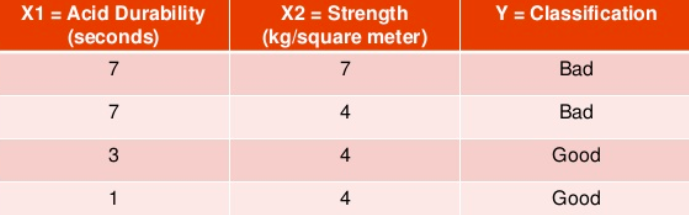 X1 = Acid Durability (seconds) X2 = Strength (kg/square meter) Y = Classification
7 7 Bad
7 4 Bad
3 4 Good
1 4 Good